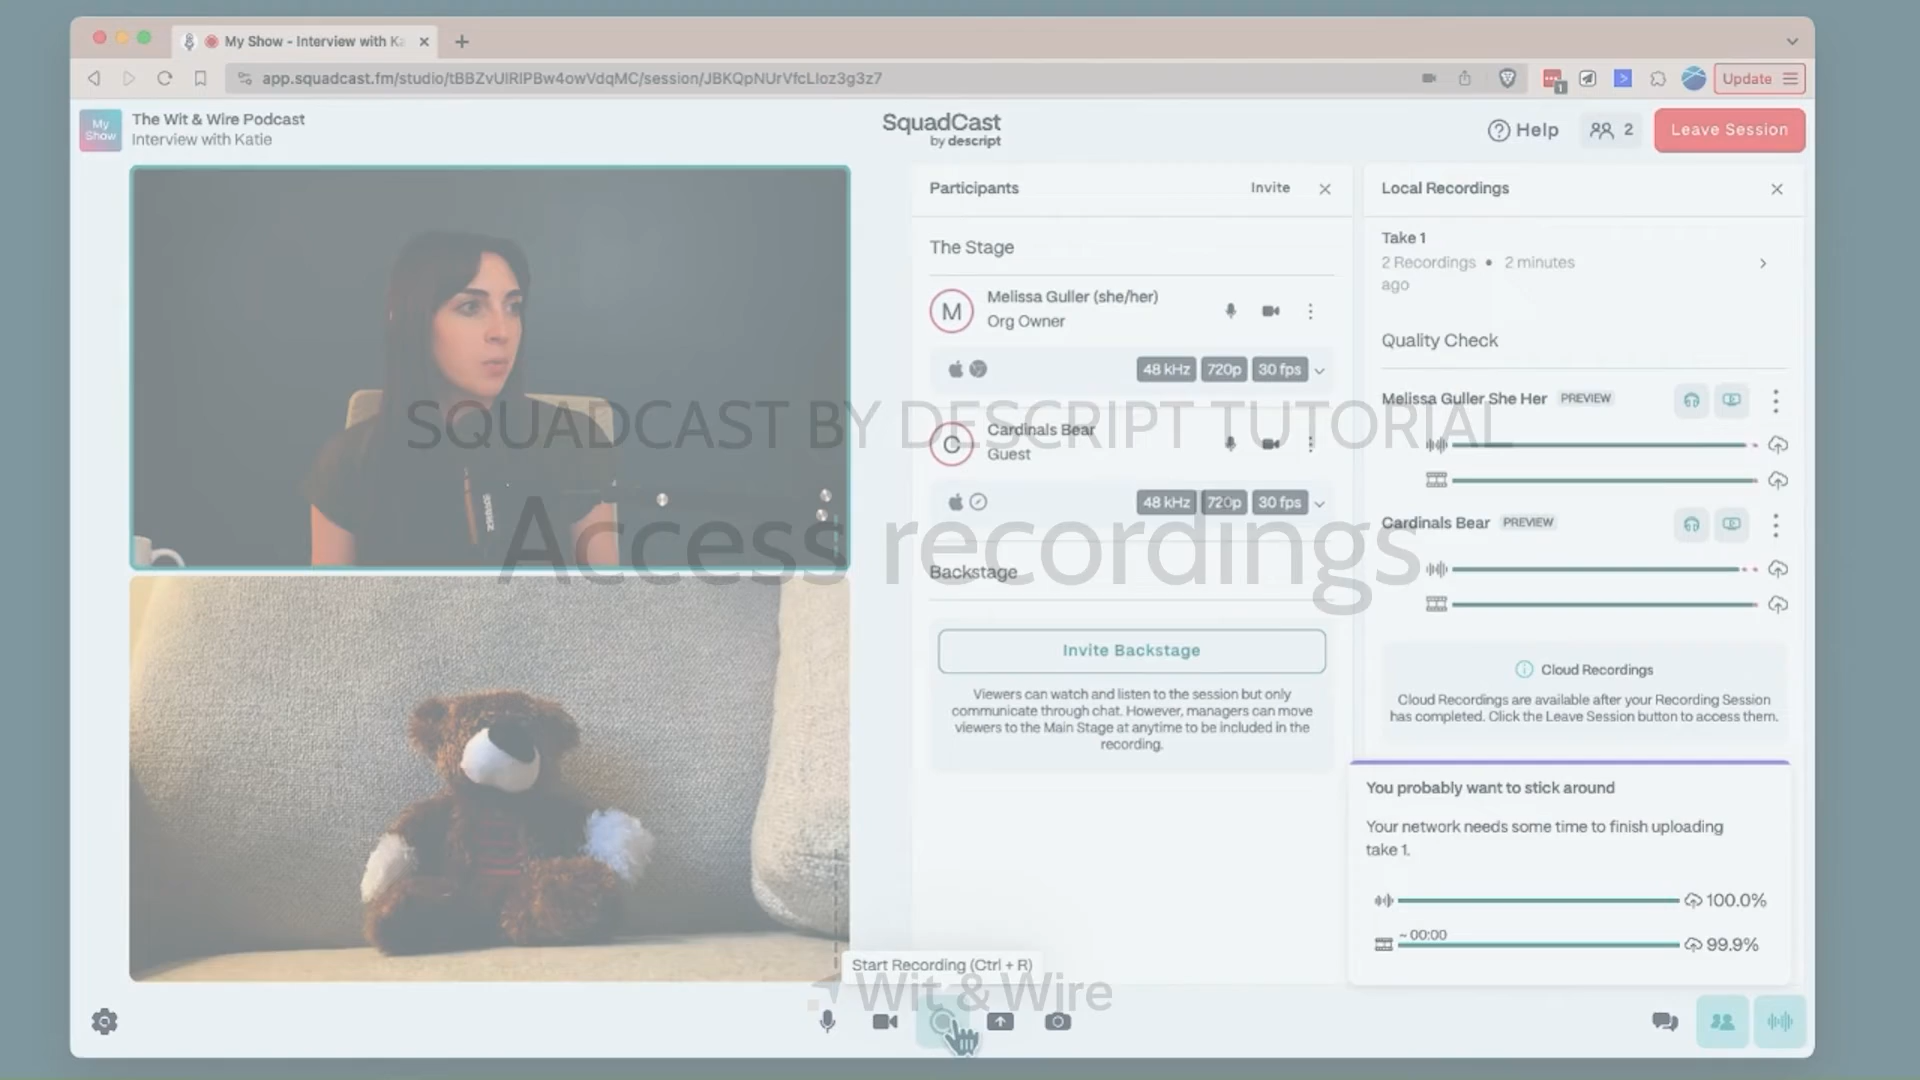 My Show - Interview with Ka
app.squadcast.fm/studio/tBBZvUIRlPBw4owVdqMC/session/JBKQpNUrVfcLloz3g3z7
1
Update
My
Show
The Wit & Wire Podcast
Interview with Katie
SquadCast
by descript
Help
2
Leave Session
Participants
Invite
The Stage
M
Melissa Guller (she/her)
Org Owner
48 kHz
720p
30 fps
C
Cardinals Bear
Guest
48 kHz
720p
30 fps
Backstage
Invite Backstage
Viewers can watch and listen to the session but only
communicate through chat. However, managers can move
viewers to the Main Stage at anytime to be included in the
recording.
Local Recordings
Take 1
2 Recordings • 2 minutes
ago
Quality Check
Melissa Guller She Her
PREVIEW
Cardinals Bear
PREVIEW
Cloud Recordings
Cloud Recordings are available after your Recording Session
has completed. Click the Leave Session button to access them.
You probably want to stick around
Your network needs some time to finish uploading
take 1.
100.0%
~ 00:00
99.9%
SQUADCAST BY DESCRIPT TUTORIAL
Access recordings
Start Recording (Ctrl + R)
Wit & Wire